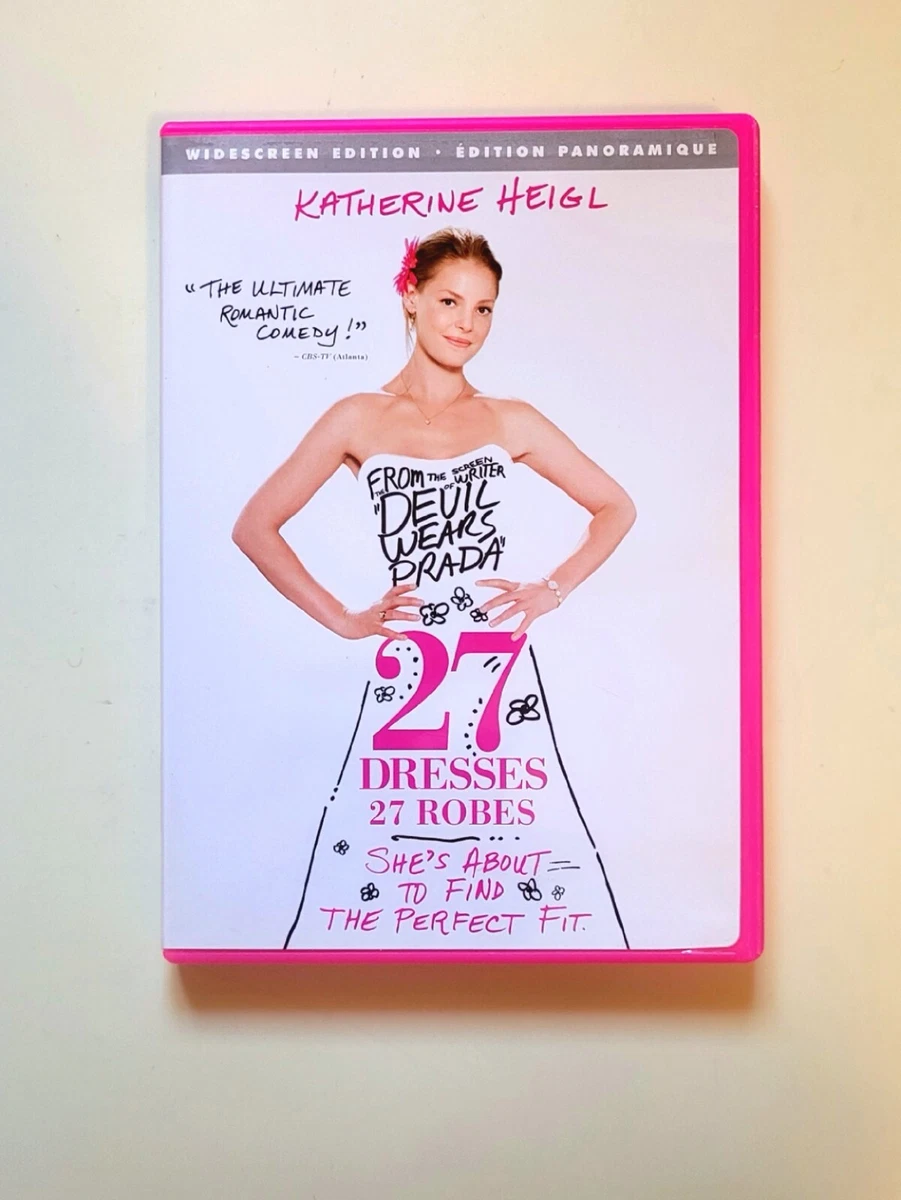 WIDESCREEN EDITION · ÉDITION PANORAMIQUE
KATHERINE HEIGL
“THE ULTIMATE
ROMANTIC
COMEDY!”
– CBS-TV (Atlanta)
FROM THE SCREEN
WRITER
OF THE
"DEVIL
WEARS
PRADA"
27
DRESSES
27 ROBES
SHE'S ABOUT
TO FIND
THE PERFECT FIT.